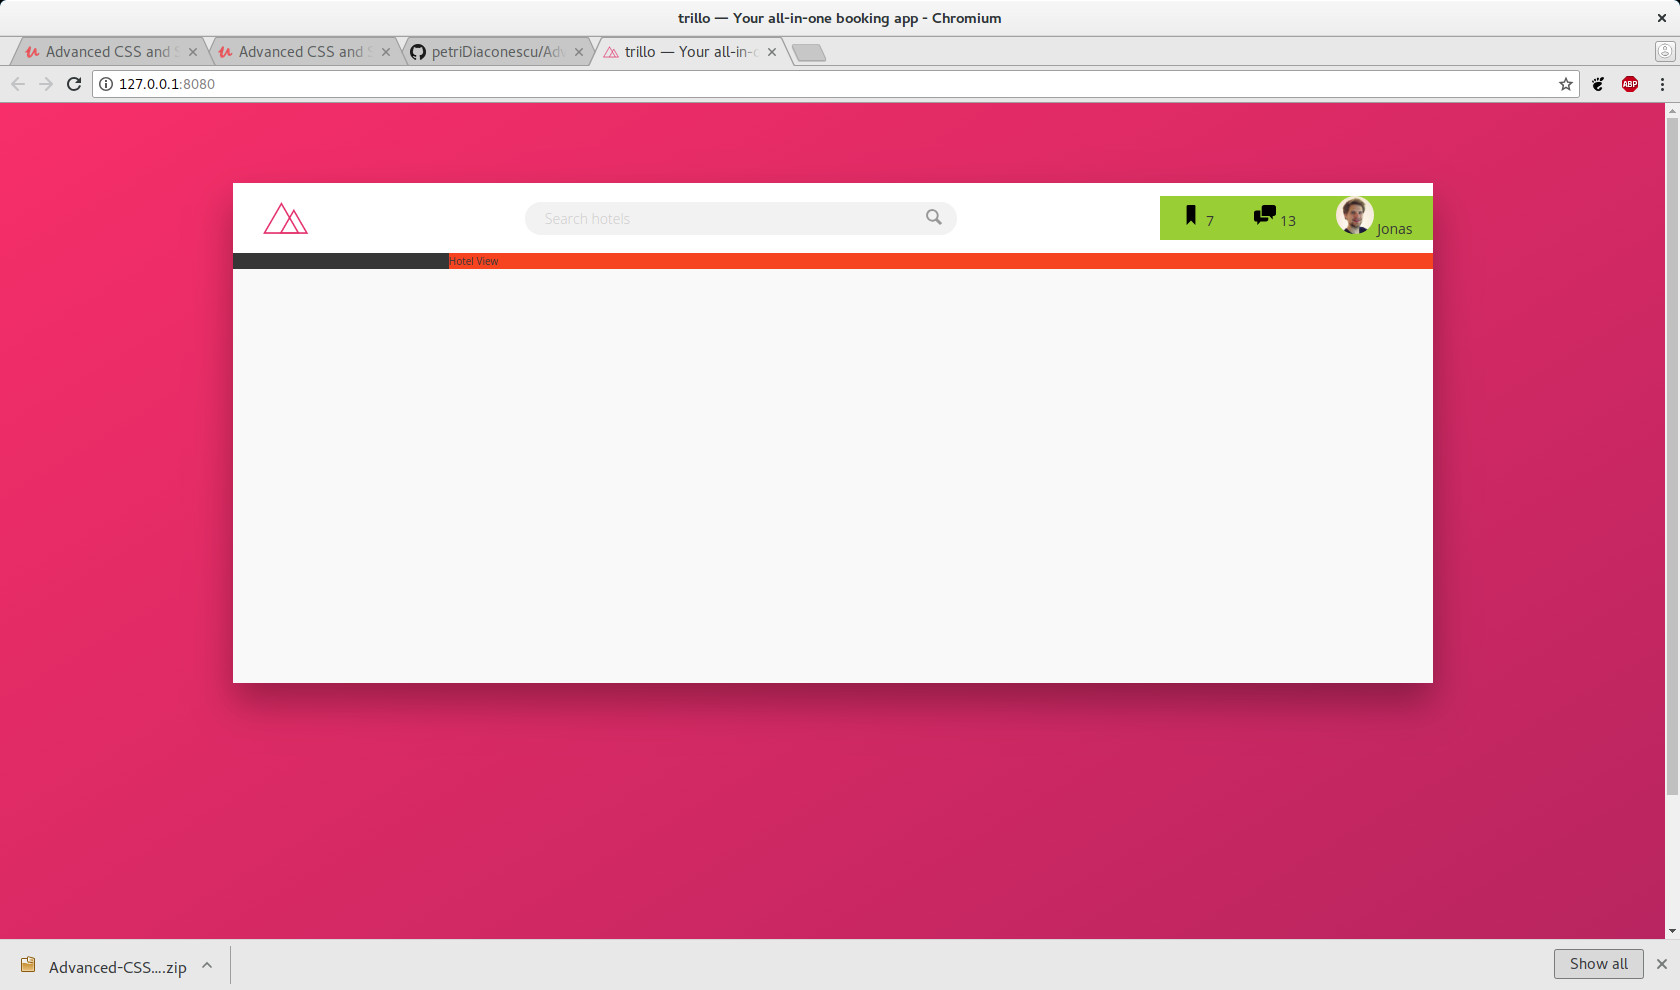 trillo — Your all-in-one booking app - Chromium
Advanced CSS and S
Advanced CSS and S
petriDiaconescu/Adv
trillo — Your all-in-o
127.0.0.1:8080
ABP
Search hotels
7
13
Jonas
Hotel View
Advanced-CSS....zip
Show all